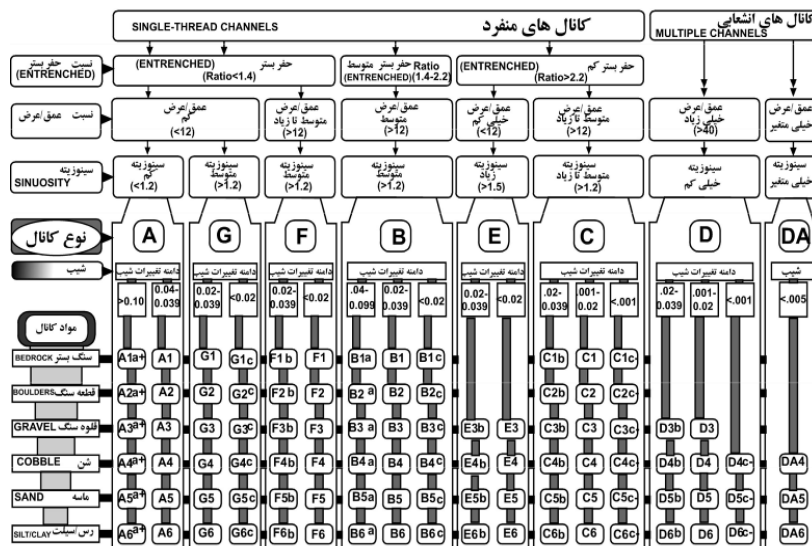 SINGLE-THREAD CHANNELS
کانال های منفرد
کانال های انشعابی
MULTIPLE CHANNELS
نسبت حفر بستر
(ENTRENCHED)
(ENTRENCHED) حفر بستر
(Ratio<1.4)
حفر بستر متوسط Ratio
(ENTRENCHED)(1.4-2.2)
(ENTRENCHED) حفر بستر کم
(Ratio>2.2)
نسبت عمق/عرض
عمق/عرض
کم
(<12)
عمق/عرض
متوسط تا زیاد
(>12)
عمق/عرض
متوسط
(>12)
عمق/عرض
خیلی کم
(<12)
عمق/عرض
متوسط تا زیاد
(>12)
عمق/عرض
خیلی زیاد
(>40)
عمق/عرض
خیلی متغیر
سینوزیته
SINUOSITY
سینوزیته
کم
(<1.2)
سینوزیته
متوسط
(>1.2)
سینوزیته
متوسط
(>1.2)
سینوزیته
متوسط
(>1.2)
سینوزیته
زیاد
(>1.5)
سینوزیته
متوسط تا زیاد
(>1.2)
سینوزیته
خیلی کم
سینوزیته
خیلی متغیر
نوع کانال
A G F B E C D DA
شیب
دامنه تغییرات شیب
دامنه تغییرات شیب
دامنه تغییرات شیب
دامنه تغییرات شیب
دامنه تغییرات شیب
دامنه تغییرات شیب
دامنه تغییرات شیب
شیب
>0.10
0.04-
0.039
0.02-
0.039
<0.02
0.02-
0.039
<0.02
.04-
0.099
0.02-
0.039
<0.02
0.02-
0.039
<0.02
.02-
0.039
.001-
0.02
<.001
.02-
0.039
.001-
0.02
<.001
<.005
مواد کانال
BEDROCK سنگ بستر A1a+ A1 G1 G1c F1b F1 B1a B1 B1c C1b C1 C1c-
BOULDERS قطعه سنگ A2a+ A2 G2 G2c F2b F2 B2a B2 B2c C2b C2 C2c-
GRAVEL قلوه سنگ A3a+ A3 G3 G3c F3b F3 B3a B3 B3c E3b E3 C3b C3 C3c- D3b D3
COBBLE شن A4a+ A4 G4 G4c F4b F4 B4a B4 B4c E4b E4 C4b C4 C4c- D4b D4 D4c- DA4
SAND ماسه A5a+ A5 G5 G5c F5b F5 B5a B5 B5c E5b E5 C5b C5 C5c- D5b D5 D5c- DA5
SILT/CLAY رس/سیلت A6a+ A6 G6 G6c F6b F6 B6a B6 B6c E6b E6 C6b C6 C6c- D6b D6 D6c- DA6